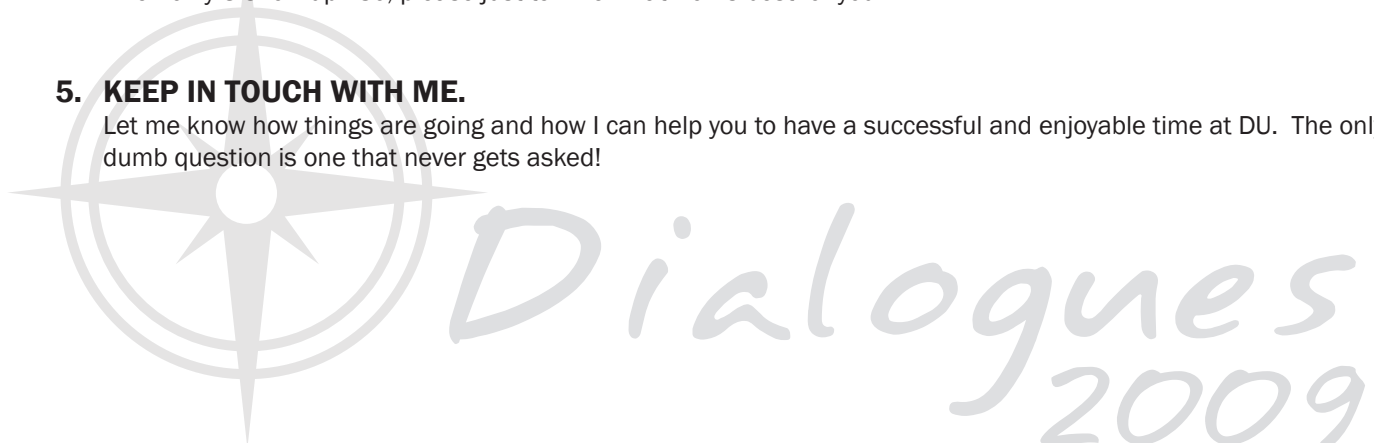 5. KEEP IN TOUCH WITH ME.
Let me know how things are going and how I can help you to have a successful and enjoyable time at DU. The onl
dumb question is one that never gets asked!
Dialogues
2009